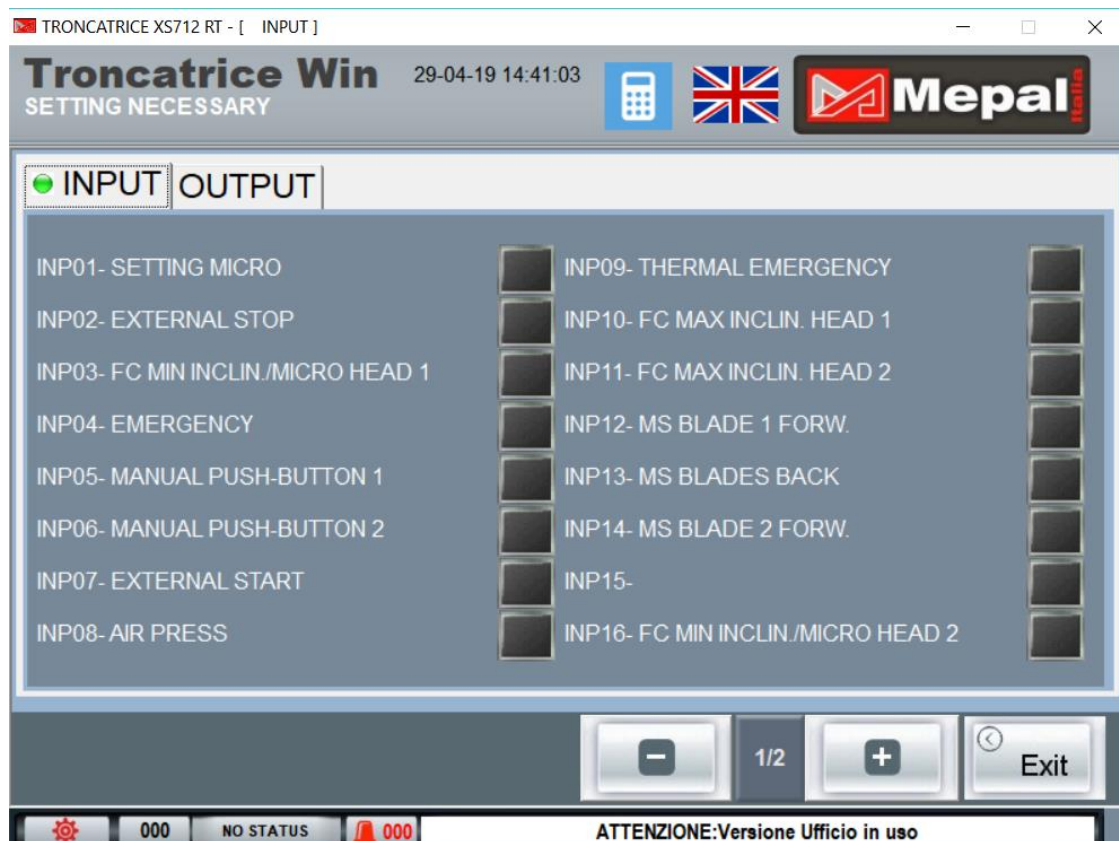 TRONCATRICE XS712 RT - [ INPUT ]
Troncatrice Win
29-04-19 14:41:03
SETTING NECESSARY
Mepal
Italia
INPUT
OUTPUT
INP01- SETTING MICRO
INP02- EXTERNAL STOP
INP03- FC MIN INCLIN./MICRO HEAD 1
INP04- EMERGENCY
INP05- MANUAL PUSH-BUTTON 1
INP06- MANUAL PUSH-BUTTON 2
INP07- EXTERNAL START
INP08- AIR PRESS
INP09- THERMAL EMERGENCY
INP10- FC MAX INCLIN. HEAD 1
INP11- FC MAX INCLIN. HEAD 2
INP12- MS BLADE 1 FORW.
INP13- MS BLADES BACK
INP14- MS BLADE 2 FORW.
INP15-
INP16- FC MIN INCLIN./MICRO HEAD 2
1/2
Exit
000
NO STATUS
000
ATTENZIONE:Versione Ufficio in uso